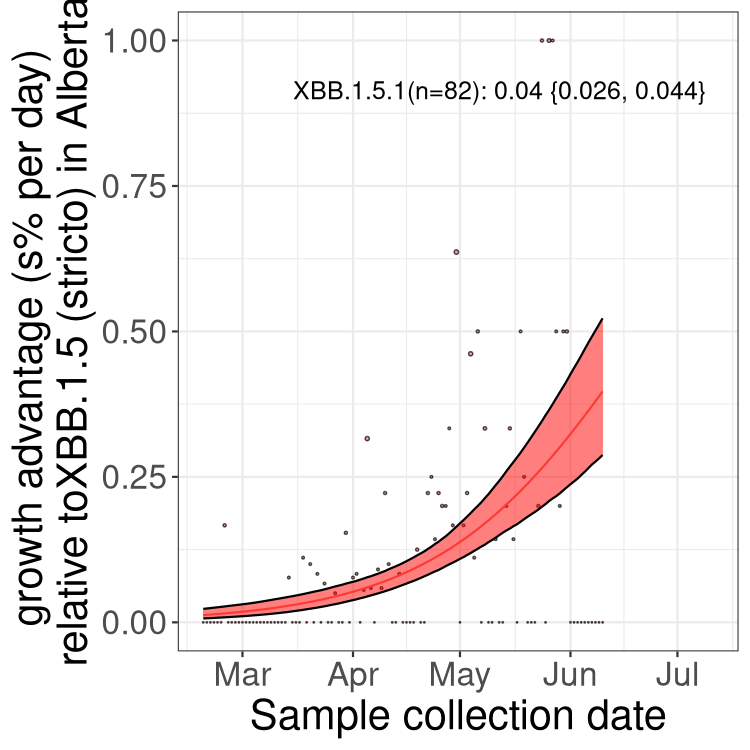 growth advantage (s% per day)
relative toXBB.1.5 (stricto) in Alberta
1.00
XBB.1.5.1(n=82): 0.04 {0.026, 0.044}
0.75
0.50
0.25
0.00
Mar Apr May Jun Jul
Sample collection date